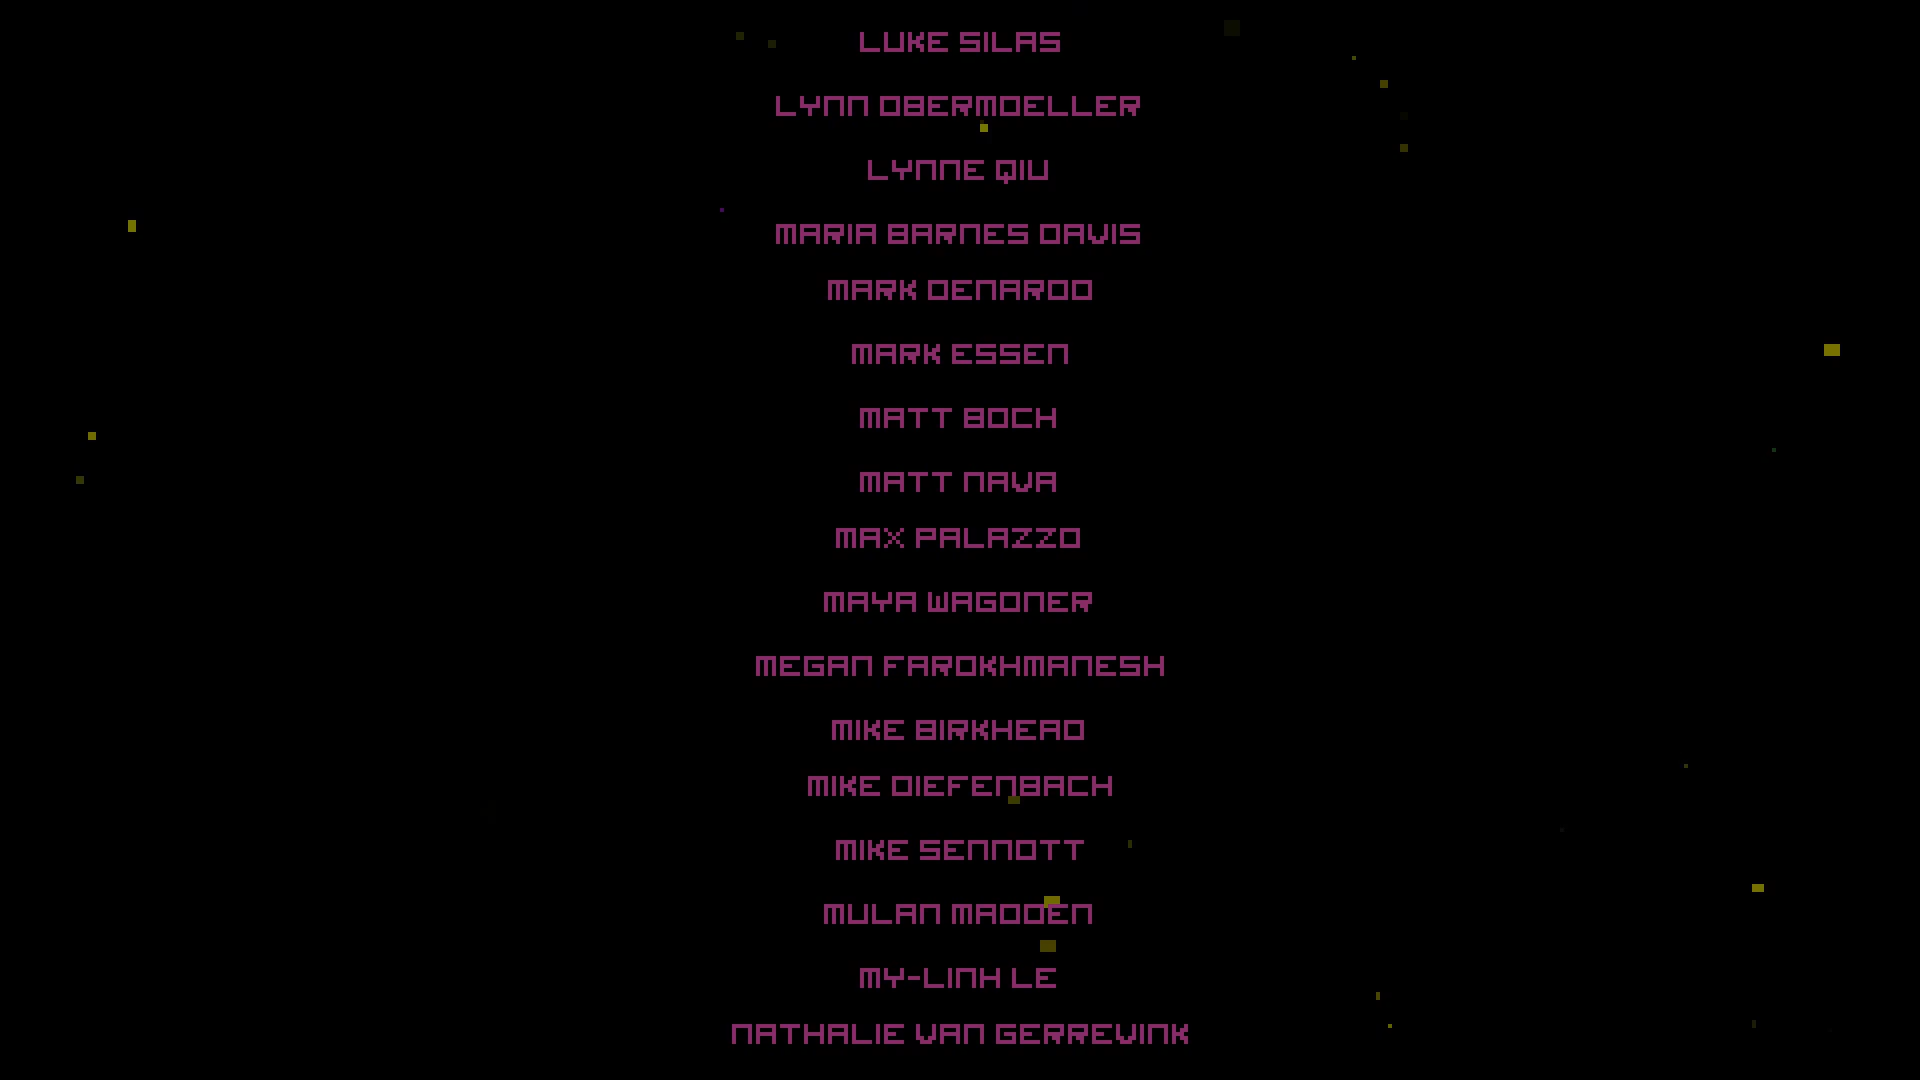 LUKE SILAS
LYNN OBERMOELLER
LYNNE QIU
MARIA BARNES DAVIS
MARK DENARDO
MARK ESSEN
MATT BOCH
MATT NAVA
MAX PALAZZO
MAYA WAGONER
MEGAN FAROKHMANESH
MIKE BIRKHEAD
MIKE DIEFENBACH
MIKE SENNOTT
MULAN MADDEN
MY-LINH LE
NATHALIE VAN GERREVINK